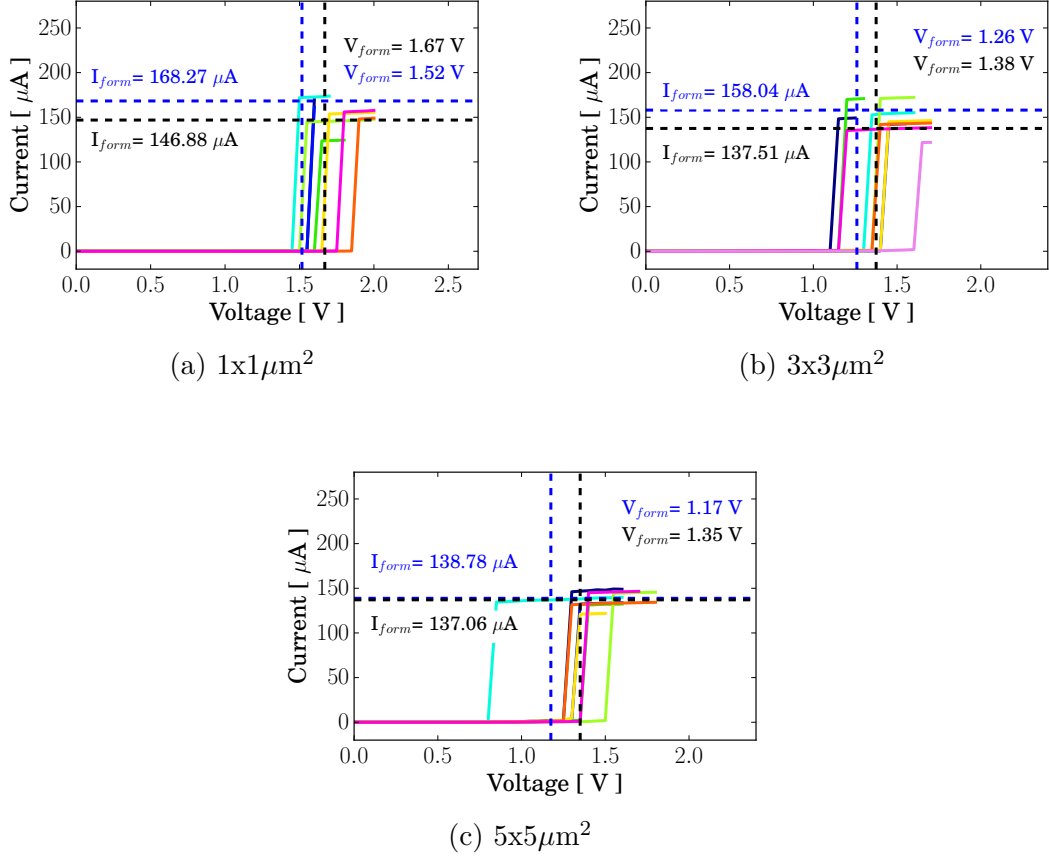 V_form= 1.67 V
V_form= 1.52 V
I_form= 168.27 μA
I_form= 146.88 μA
250
200
150
100
50
0
Current [ μA ]
0.0 0.5 1.0 1.5 2.0 2.5
Voltage [ V ]
(a) 1x1μm²
V_form= 1.26 V
V_form= 1.38 V
I_form= 158.04 μA
I_form= 137.51 μA
250
200
150
100
50
0
Current [ μA ]
0.0 0.5 1.0 1.5 2.0
Voltage [ V ]
(b) 3x3μm²
V_form= 1.17 V
V_form= 1.35 V
I_form= 138.78 μA
I_form= 137.06 μA
250
200
150
100
50
0
Current [ μA ]
0.0 0.5 1.0 1.5 2.0
Voltage [ V ]
(c) 5x5μm²